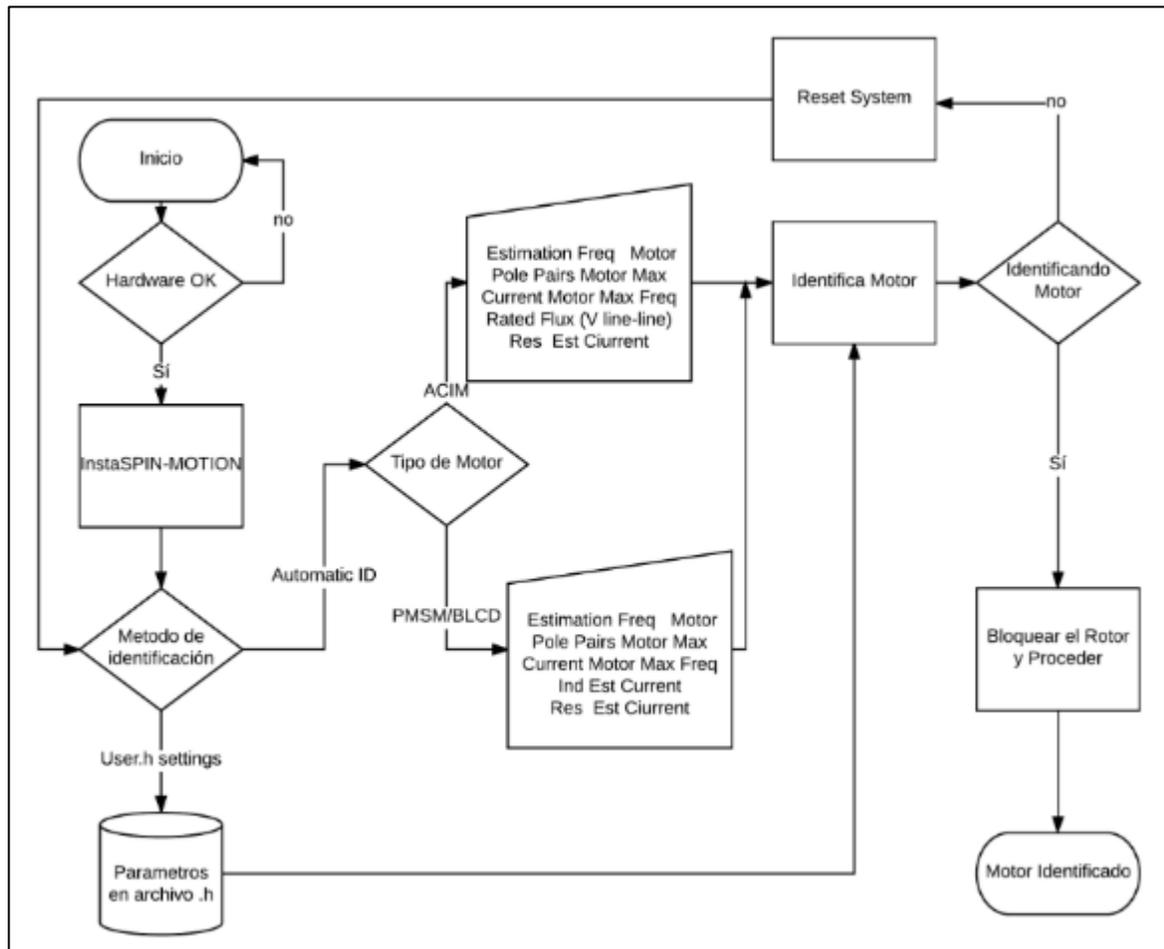 Reset System
no
Inicio
no
Hardware OK
Sí
InstaSPIN-MOTION
Metodo de
identificación
Automatic ID
User.h settings
Parametros
en archivo .h
Tipo de Motor
ACIM
Estimation Freq Motor
Pole Pairs Motor Max
Current Motor Max Freq
Rated Flux (V line-line)
Res Est Ciurrent
PMSM/BLCD
Estimation Freq Motor
Pole Pairs Motor Max
Current Motor Max Freq
Ind Est Current
Res Est Ciurrent
Identifica Motor
Identificando
Motor
Sí
Bloquear el Rotor
y Proceder
Motor Identificado